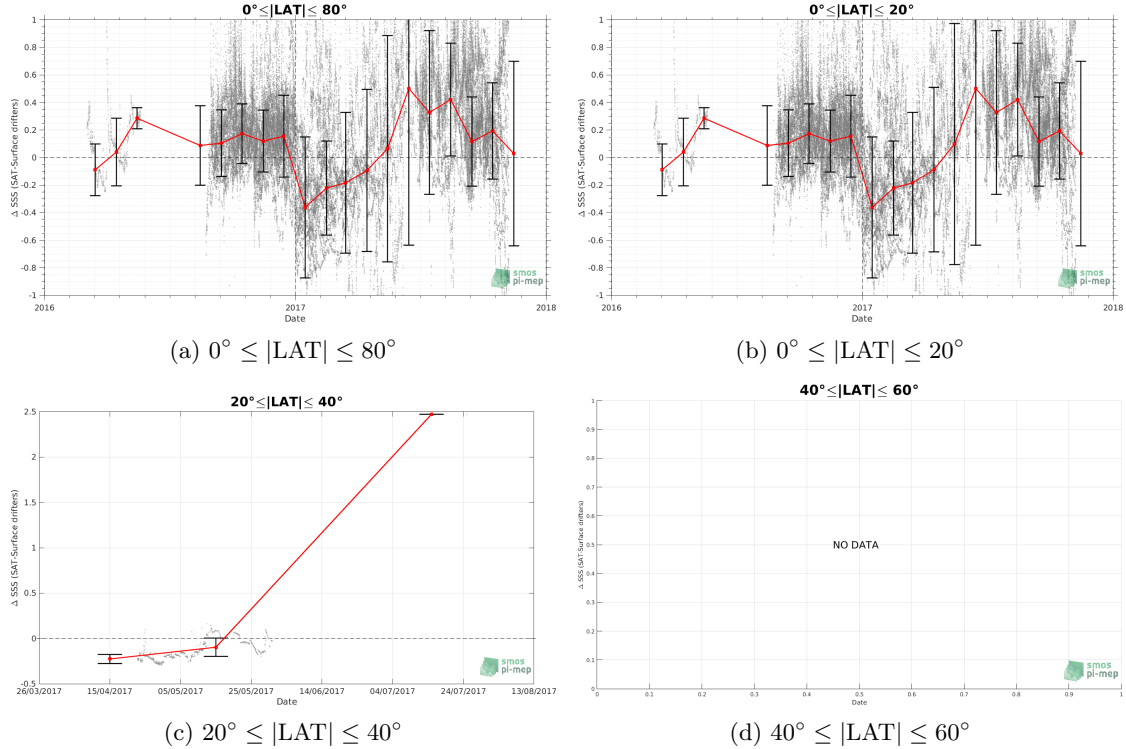 0°≤|LAT|≤ 80°
Δ SSS (SAT-Surface drifters)
1
0.8
0.6
0.4
0.2
0
-0.2
-0.4
-0.6
-0.8
-1
2016
2017
2018
Date
smos
pi-mep
(a) 0° ≤ |LAT| ≤ 80°
0°≤|LAT|≤ 20°
Δ SSS (SAT-Surface drifters)
1
0.8
0.6
0.4
0.2
0
-0.2
-0.4
-0.6
-0.8
-1
2016
2017
2018
Date
smos
pi-mep
(b) 0° ≤ |LAT| ≤ 20°
20°≤|LAT|≤ 40°
Δ SSS (SAT-Surface drifters)
2.5
2
1.5
1
0.5
0
-0.5
26/03/2017 15/04/2017 05/05/2017 25/05/2017 14/06/2017 04/07/2017 24/07/2017 13/08/2017
Date
smos
pi-mep
(c) 20° ≤ |LAT| ≤ 40°
40°≤|LAT|≤ 60°
Δ SSS (SAT-Surface drifters)
1
0.9
0.8
0.7
0.6
0.5
0.4
0.3
0.2
0.1
0
NO DATA
0 0.1 0.2 0.3 0.4 0.5 0.6 0.7 0.8 0.9 1
Date
smos
pi-mep
(d) 40° ≤ |LAT| ≤ 60°